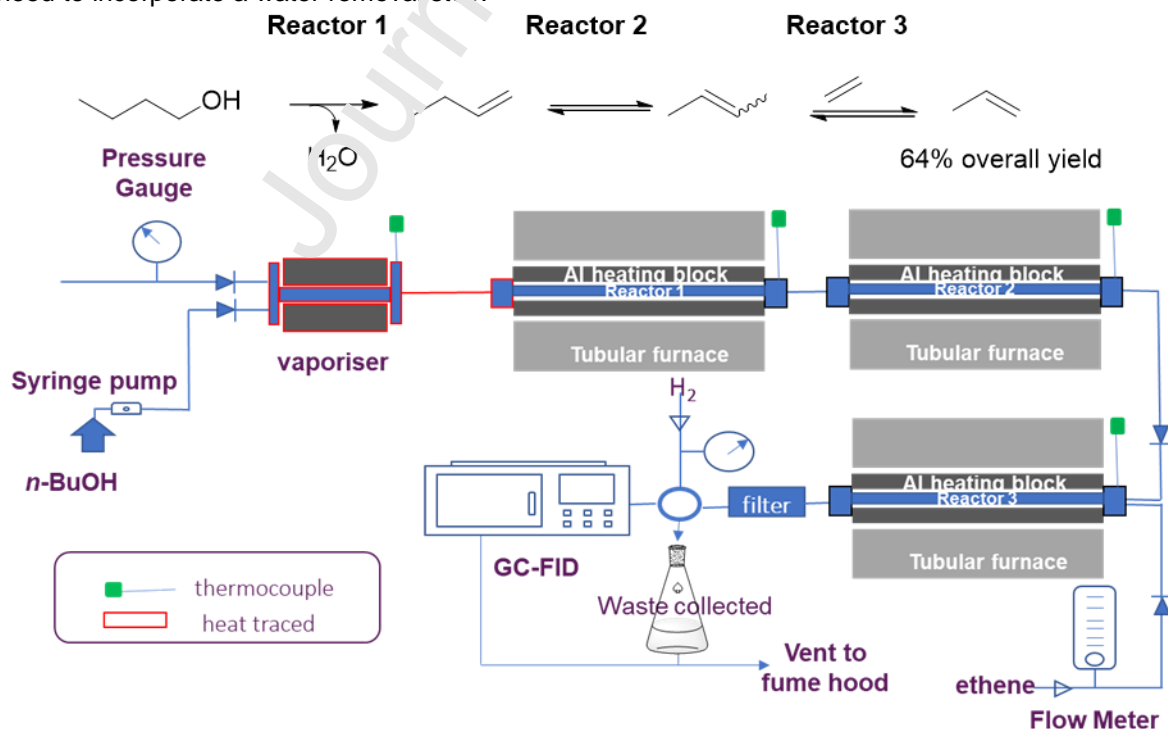 Reactor 1 Reactor 2 Reactor 3
OH
H₂O
64% overall yield
Pressure
Gauge
Al heating block
Reactor 1
Tubular furnace
Al heating block
Reactor 2
Tubular furnace
vaporiser
Syringe pump
n-BuOH
H₂
Al heating block
Reactor 3
Tubular furnace
filter
GC-FID
Waste collected
thermocouple
heat traced
Vent to
fume hood
ethene
Flow Meter
Journ